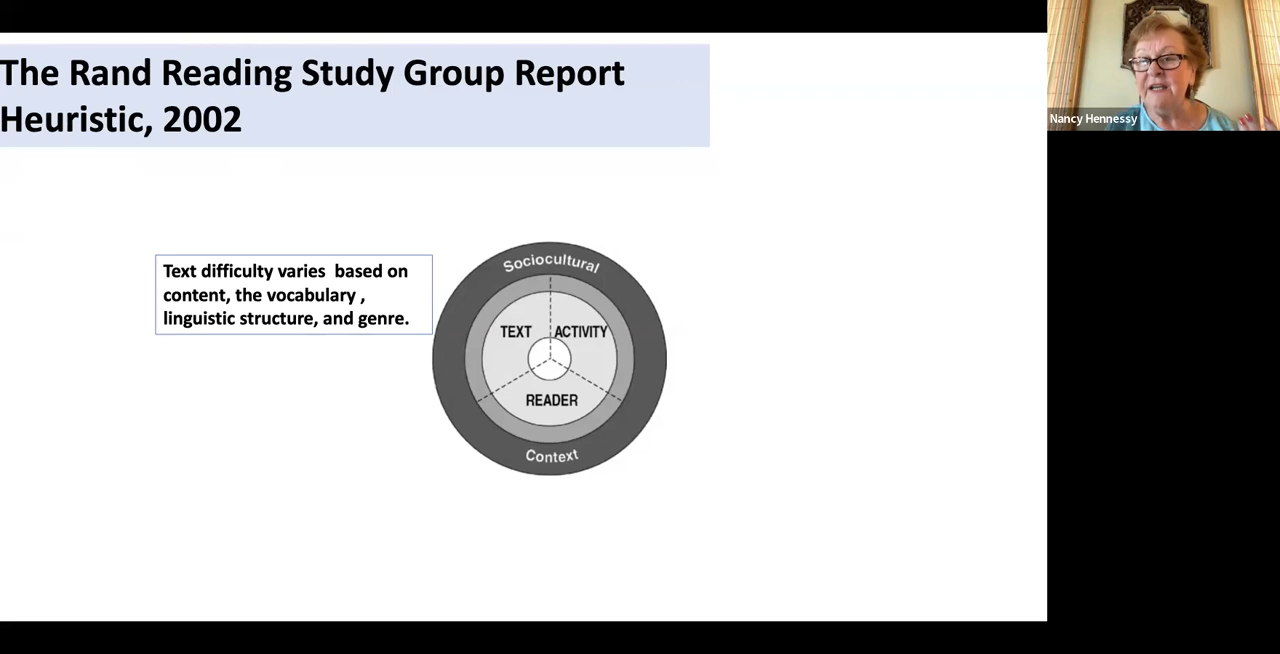 The Rand Reading Study Group Report
Heuristic, 2002
Nancy Hennessy
Text difficulty varies  based on
content, the vocabulary ,
linguistic structure, and genre.
Sociocultural
TEXT
ACTIVITY
READER
Context